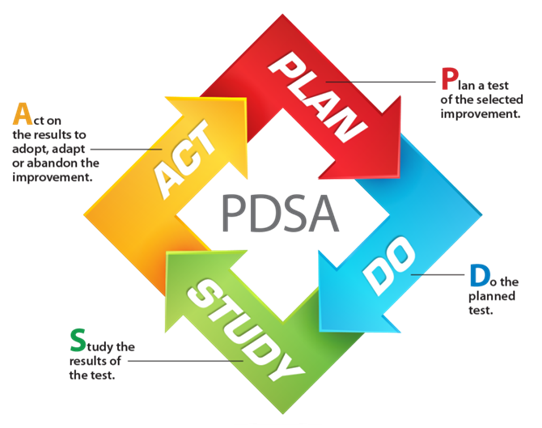 PLAN
Plan a test
of the selected
improvement.
Act on
the results to
adopt, adapt
or abandon the
improvement.
ACT
PDSA
DO
Do the
planned
test.
STUDY
Study the
results of
the test.